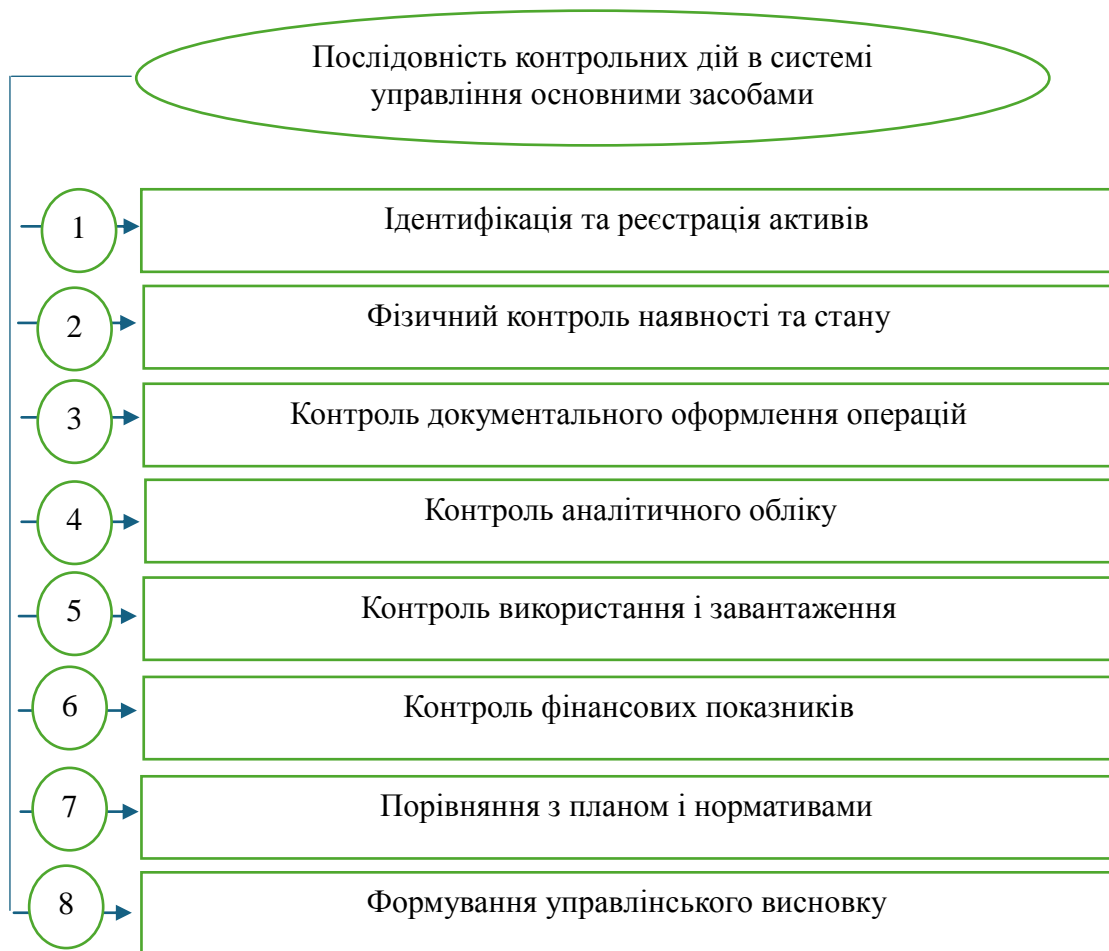 Послідовність контрольних дій в системі
управління основними засобами
1 Ідентифікація та реєстрація активів
2 Фізичний контроль наявності та стану
3 Контроль документального оформлення операцій
4 Контроль аналітичного обліку
5 Контроль використання і завантаження
6 Контроль фінансових показників
7 Порівняння з планом і нормативами
8 Формування управлінського висновку